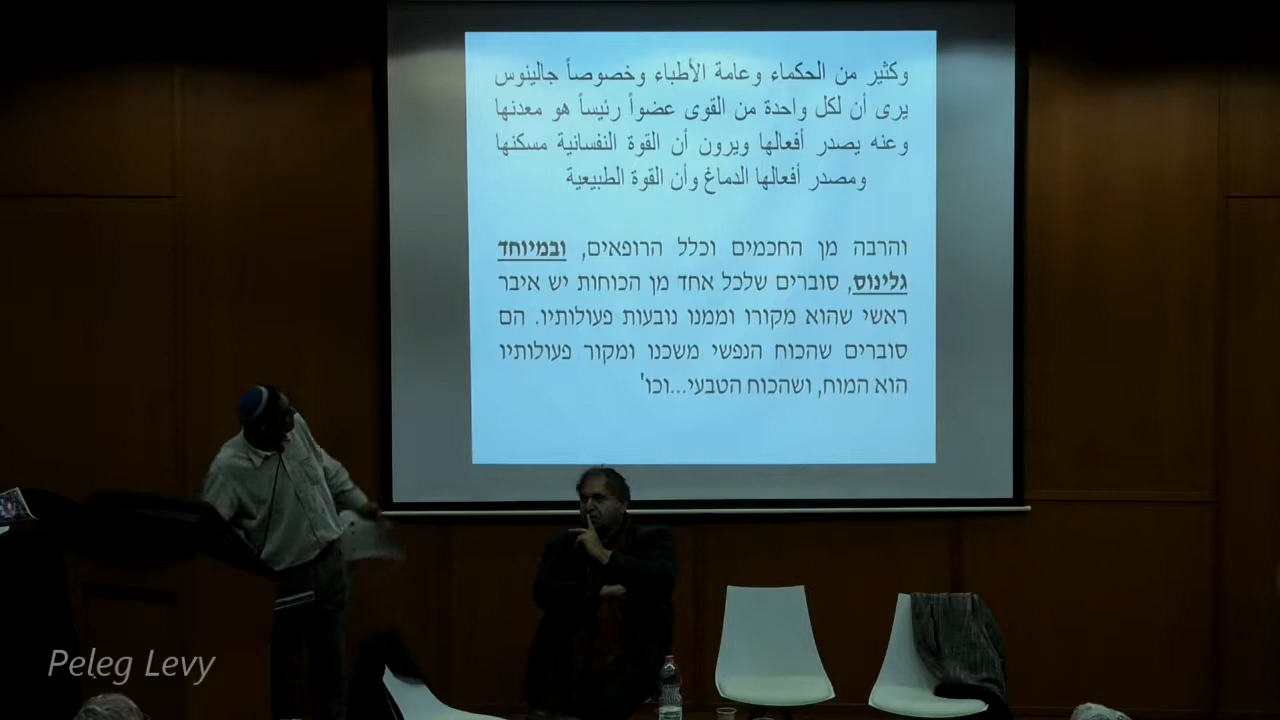 وكثير من الحكماء وعامة الأطباء وخصوصاً جالينوس
يرى أن لكل واحدة من القوى عضواً رئيساً هو معدنها
وعنه يصدر أفعالها ويرون أن القوة النفسانية مسكنها
ومصدر أفعالها الدماغ وأن القوة الطبيعية
והרבה מן החכמים וכלל הרופאים, ובמיוחד
גלינוס, סוברים שלכל אחד מן הכוחות יש איבר
ראשי שהוא מקורו וממנו נובעות פעולותיו. הם
סוברים שהכוח הנפשי משכנו ומקור פעולותיו
הוא המוח, ושהכוח הטבעי...וכו'
Peleg Levy